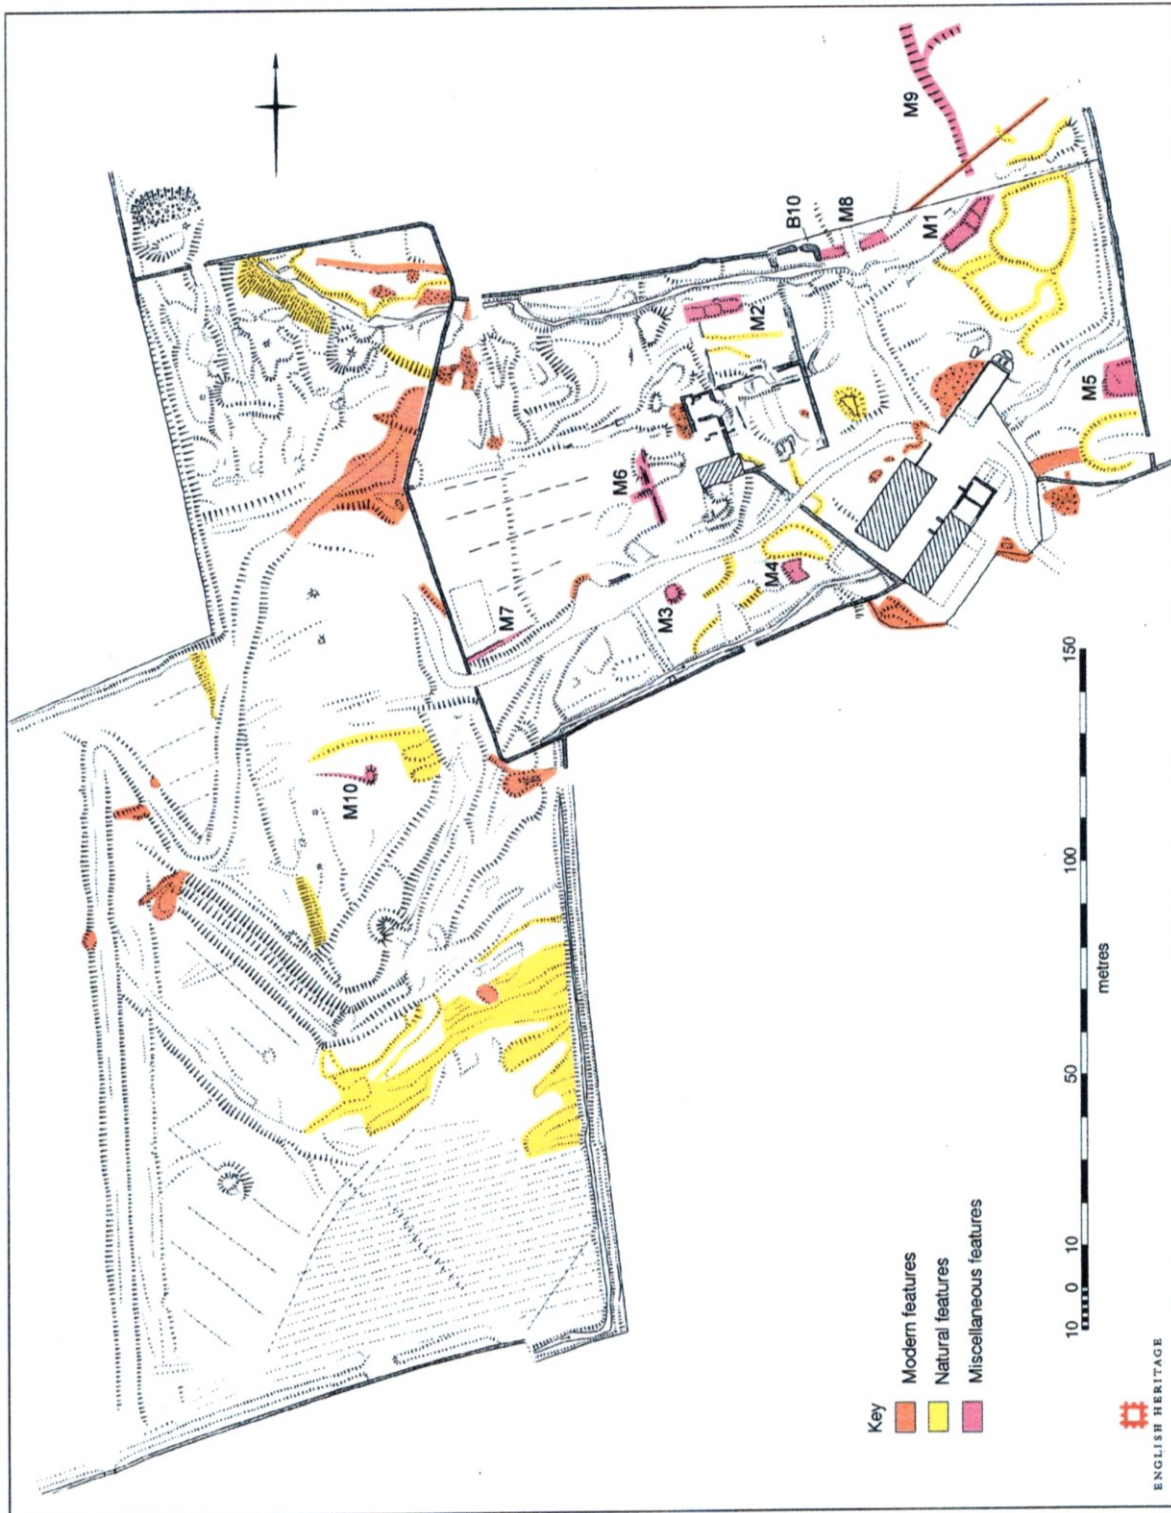 M9
B10
M8
M1
M2
M5
M6
M4
M3
M7
M10
150
100
50
10
0
10
metres
Key
Modern features
Natural features
Miscellaneous features
ENGLISH HERITAGE